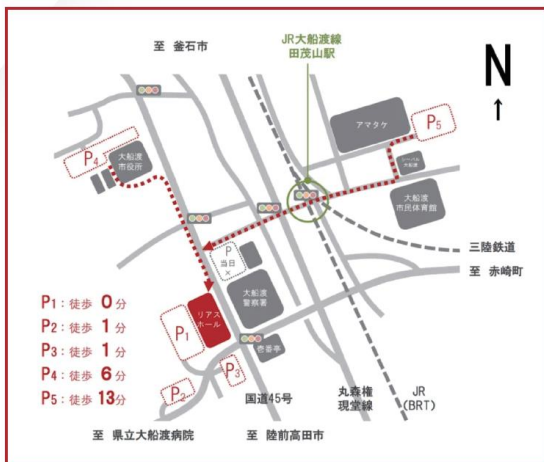 至 釜石市
JR大船渡線
田茂山駅
N
↑
アマタケ
P5
P4
大船渡
市役所
大船渡
市民体育館
三陸鉄道
至 赤崎町
P
当日
×
大船渡
警察署
リアス
ホール
P1
壱番亭
P3
P2
P1：徒歩 0 分
P2：徒歩 1 分
P3：徒歩 1 分
P4：徒歩 6 分
P5：徒歩 13 分
国道45号
丸森権
現堂線
JR
(BRT)
至 県立大船渡病院
至 陸前高田市